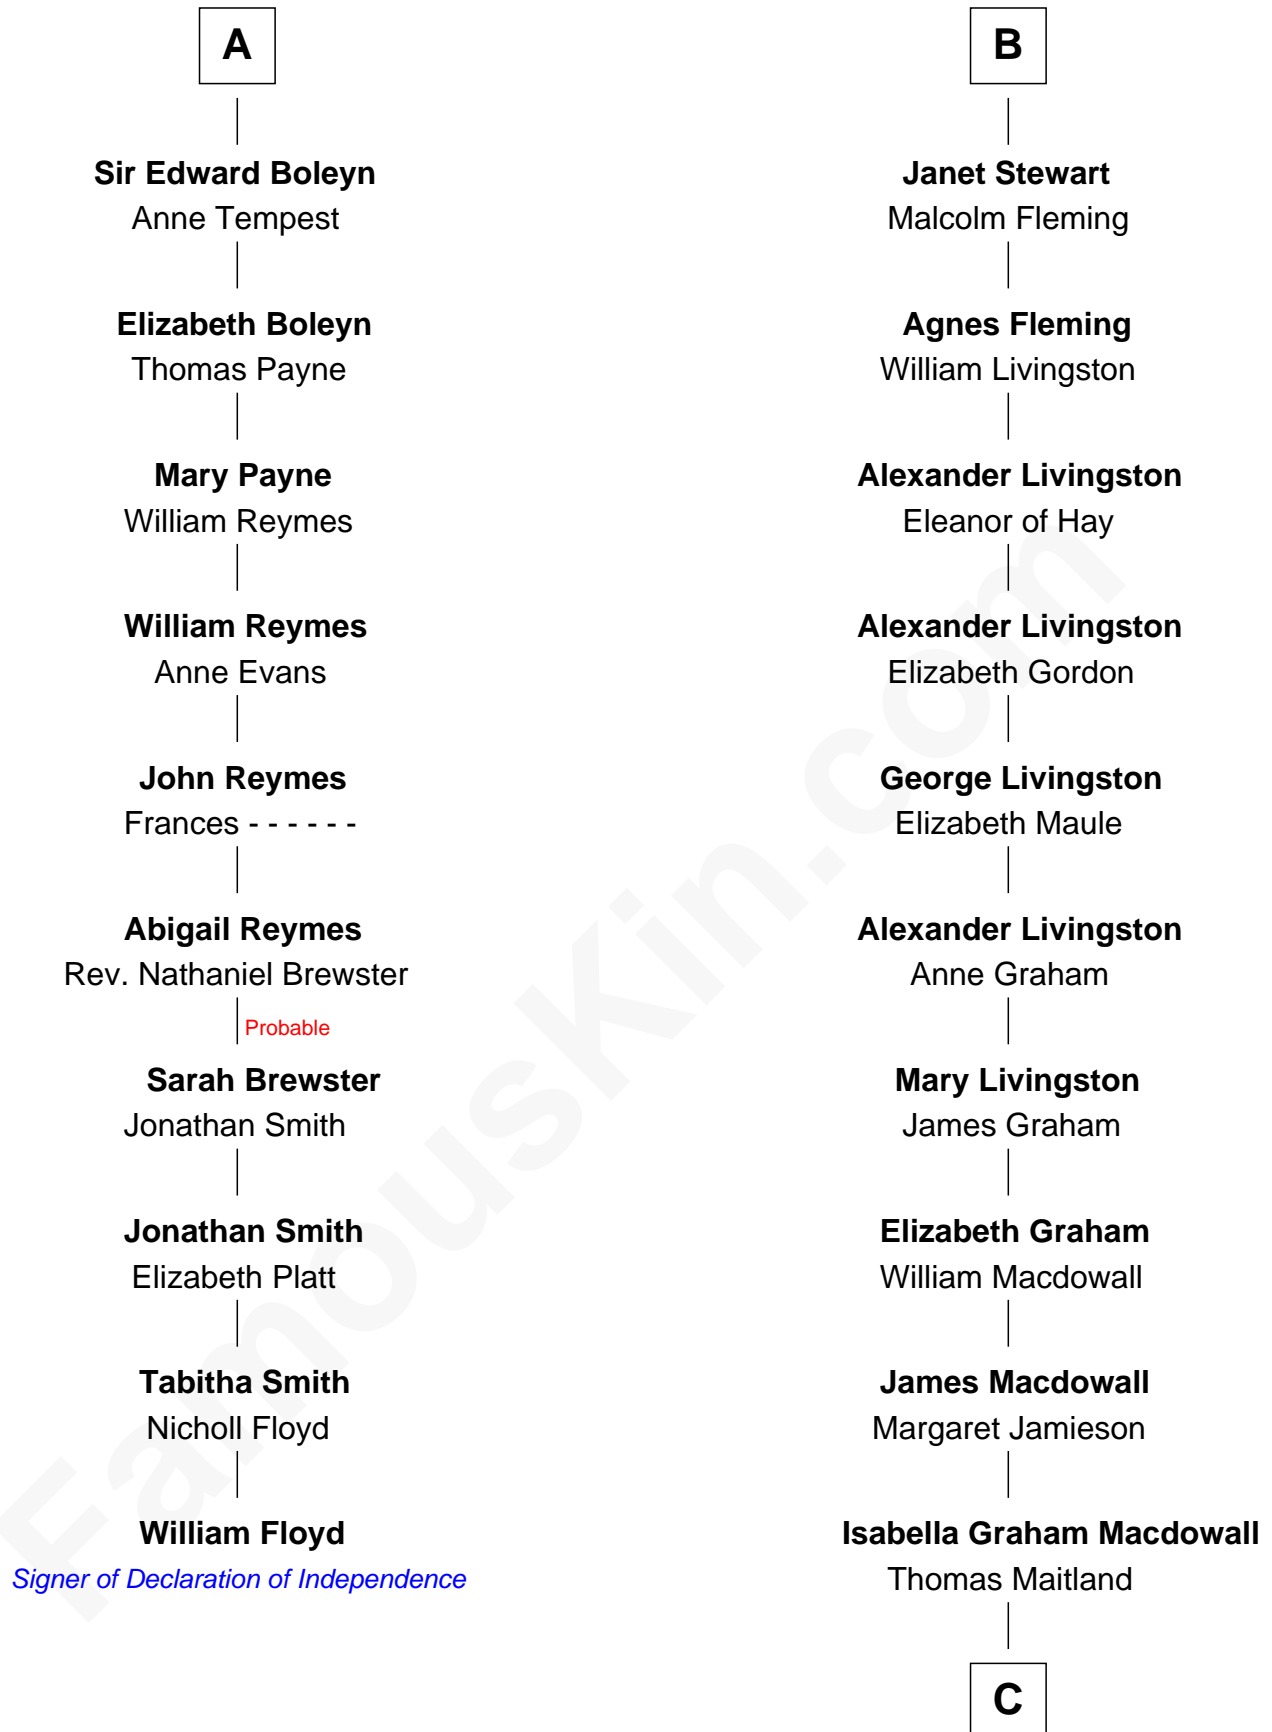 A
Sir Edward Boleyn
Anne Tempest
Elizabeth Boleyn
Thomas Payne
Mary Payne
William Reymes
William Reymes
Anne Evans
John Reymes
Frances - - - - - -
Abigail Reymes
Rev. Nathaniel Brewster
Probable
Sarah Brewster
Jonathan Smith
Jonathan Smith
Elizabeth Platt
Tabitha Smith
Nicholl Floyd
William Floyd
Signer of Declaration of Independence
B
Janet Stewart
Malcolm Fleming
Agnes Fleming
William Livingston
Alexander Livingston
Eleanor of Hay
Alexander Livingston
Elizabeth Gordon
George Livingston
Elizabeth Maule
Alexander Livingston
Anne Graham
Mary Livingston
James Graham
Elizabeth Graham
William Macdowall
James Macdowall
Margaret Jamieson
Isabella Graham Macdowall
Thomas Maitland
C
FamousKin.com